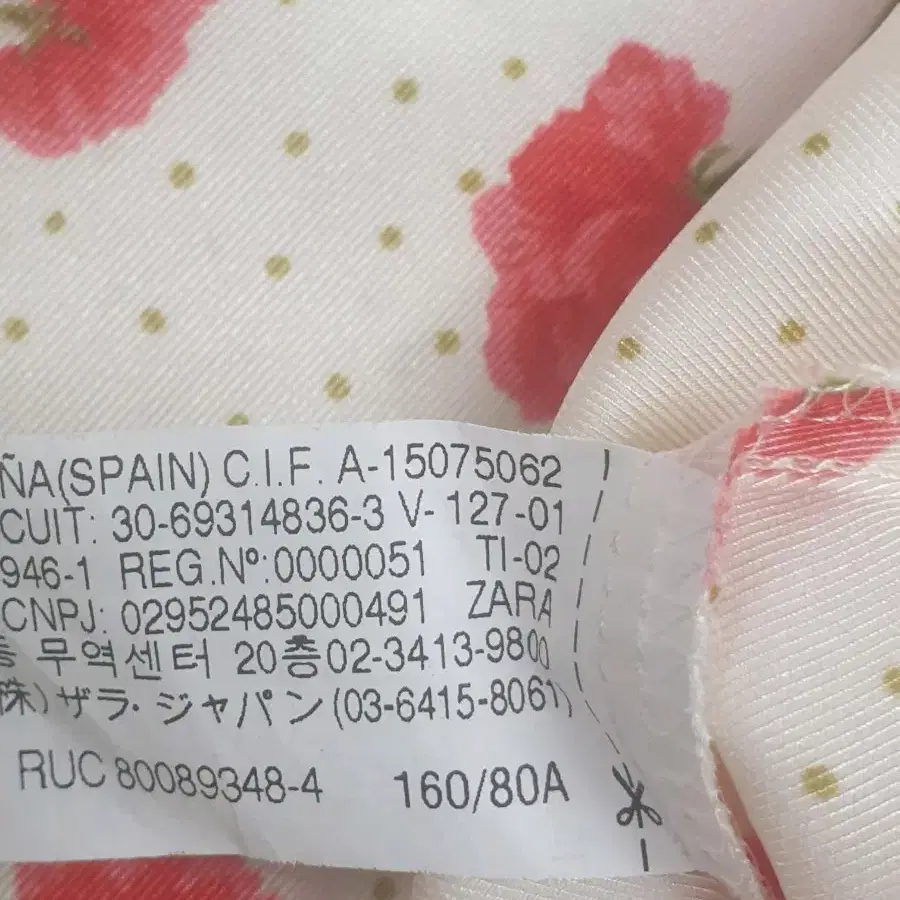 ÑA(SPAIN) C.I.F. A-15075062
CUIT: 30-69314836-3 V-127-01
946-1 REG.Nº:0000051 TI-02
CNPJ: 02952485000491 ZARA
무역센터 20층02-3413-9800
株)ザラ・ジャパン(03-6415-8061)
RUC 80089348-4 160/80A